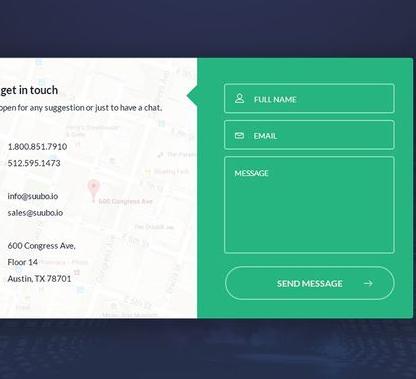 get in touch
open for any suggestion or just to have a chat.
1.800.851.7910
512.595.1473
info@suubo.io
sales@suubo.io
600 Congress Ave,
Floor 14
Austin, TX 78701
600 Congress Ave
FULL NAME
EMAIL
MESSAGE
SEND MESSAGE